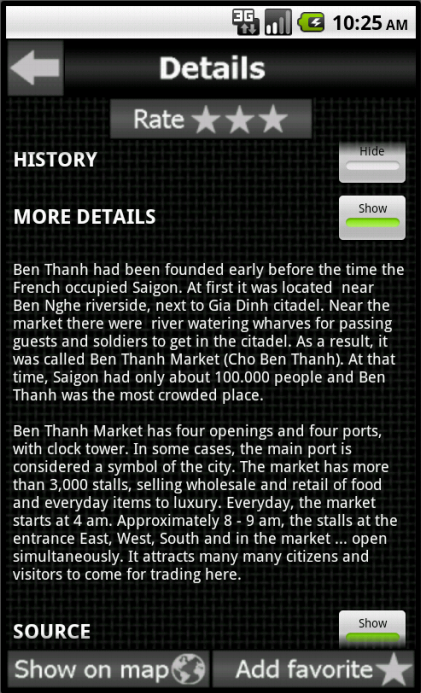 3G 10:25 AM
Details
Rate
HISTORY
Hide
MORE DETAILS
Show
Ben Thanh had been founded early before the time the
French occupied Saigon. At first it was located  near
Ben Nghe riverside, next to Gia Dinh citadel. Near the
market there were  river watering wharves for passing
guests and soldiers to get in the citadel. As a result, it
was called Ben Thanh Market (Cho Ben Thanh). At that
time, Saigon had only about 100.000 people and Ben
Thanh was the most crowded place.
Ben Thanh Market has four openings and four ports,
with clock tower. In some cases, the main port is
considered a symbol of the city. The market has more
than 3,000 stalls, selling wholesale and retail of food
and everyday items to luxury. Everyday, the market
starts at 4 am. Approximately 8 - 9 am, the stalls at the
entrance East, West, South and in the market ... open
simultaneously. It attracts many many citizens and
visitors to come for trading here.
SOURCE
Show
Show on map
Add favorite